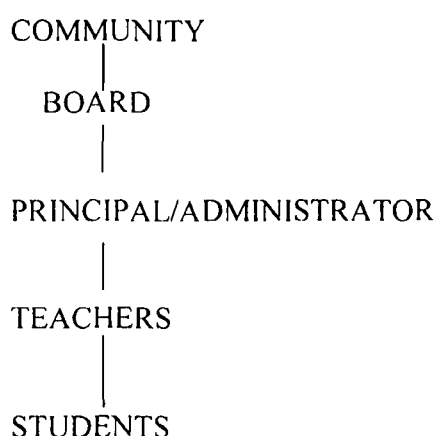 COMMUNITY
BOARD
PRINCIPAL/ADMINISTRATOR
TEACHERS
STUDENTS